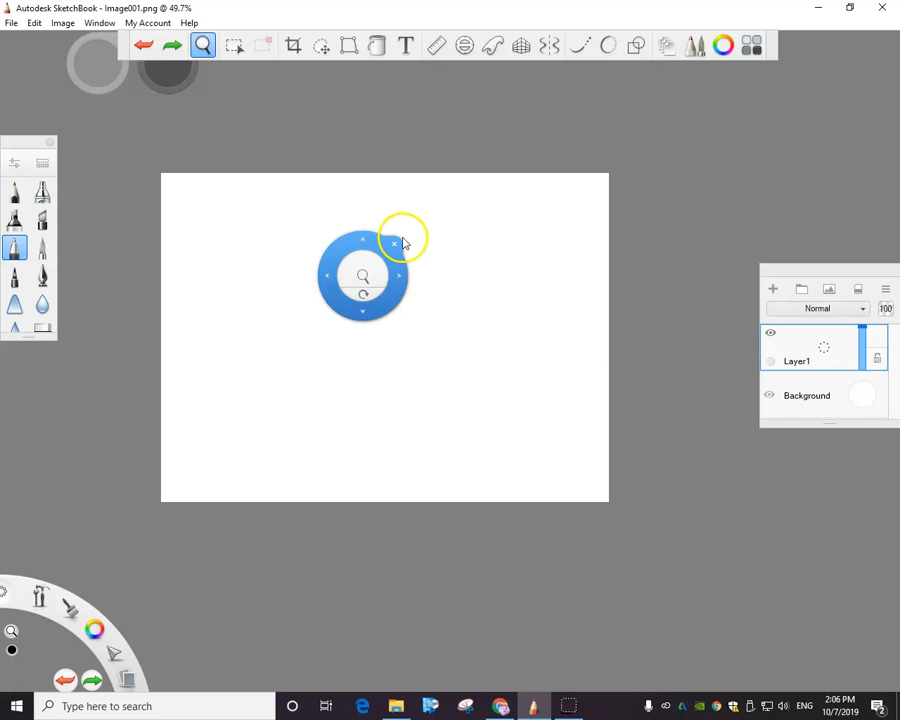 Autodesk SketchBook - Image001.png @ 49.7%
File Edit Image Window My Account Help
T
Normal 100
Layer1
Background
Type here to search
2:06 PM
10/7/2019
2